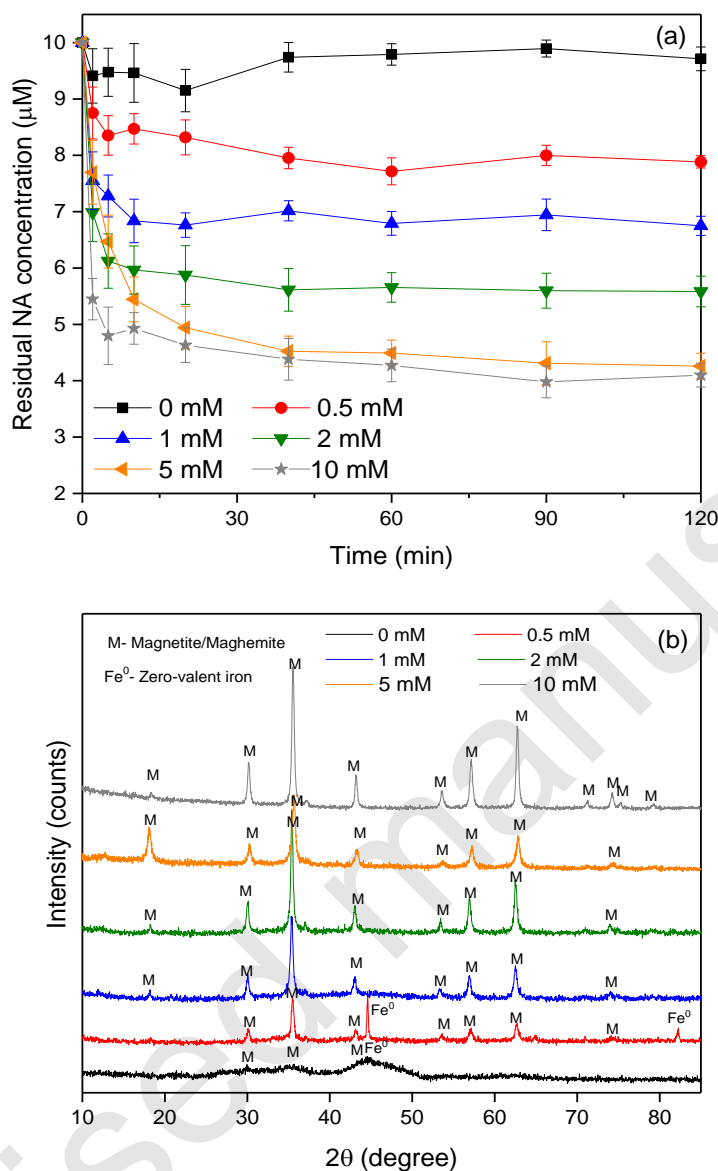 (a)
10
9
8
7
6
5
4
3
2
Residual NA concentration (μM)
0 mM 0.5 mM
1 mM 2 mM
5 mM 10 mM
0 30 60 90 120
Time (min)
(b)
M- Magnetite/Maghemite
Fe⁰- Zero-valent iron
0 mM 0.5 mM
1 mM 2 mM
5 mM 10 mM
Intensity (counts)
M M M M M M M M M M M
M M M M M M
M M M M M M M
M M M M M M M
M M M Fe⁰ M M M M Fe⁰
M M M Fe⁰
10 20 30 40 50 60 70 80
2θ (degree)
ised manus